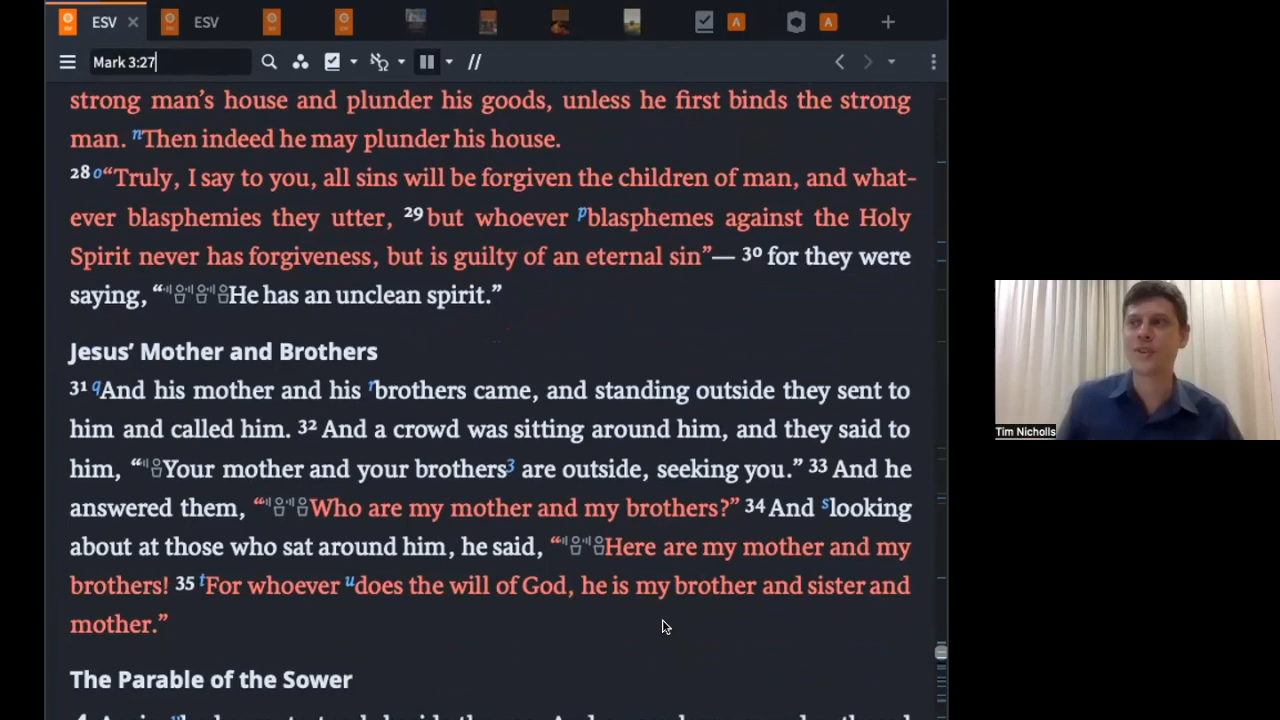 ESV
ESV
A
A
Mark 3:27
strong man’s house and plunder his goods, unless he first binds the strong
man. nThen indeed he may plunder his house.
28 o“Truly, I say to you, all sins will be forgiven the children of man, and what-
ever blasphemies they utter, 29 but whoever pblasphemes against the Holy
Spirit never has forgiveness, but is guilty of an eternal sin”— 30 for they were
saying, “He has an unclean spirit.”
Jesus’ Mother and Brothers
31 qAnd his mother and his rbrothers came, and standing outside they sent to
him and called him. 32 And a crowd was sitting around him, and they said to
him, “Your mother and your brothers3 are outside, seeking you.” 33 And he
answered them, “Who are my mother and my brothers?” 34 And slooking
about at those who sat around him, he said, “Here are my mother and my
brothers! 35 tFor whoever udoes the will of God, he is my brother and sister and
mother.”
The Parable of the Sower
Tim Nicholls